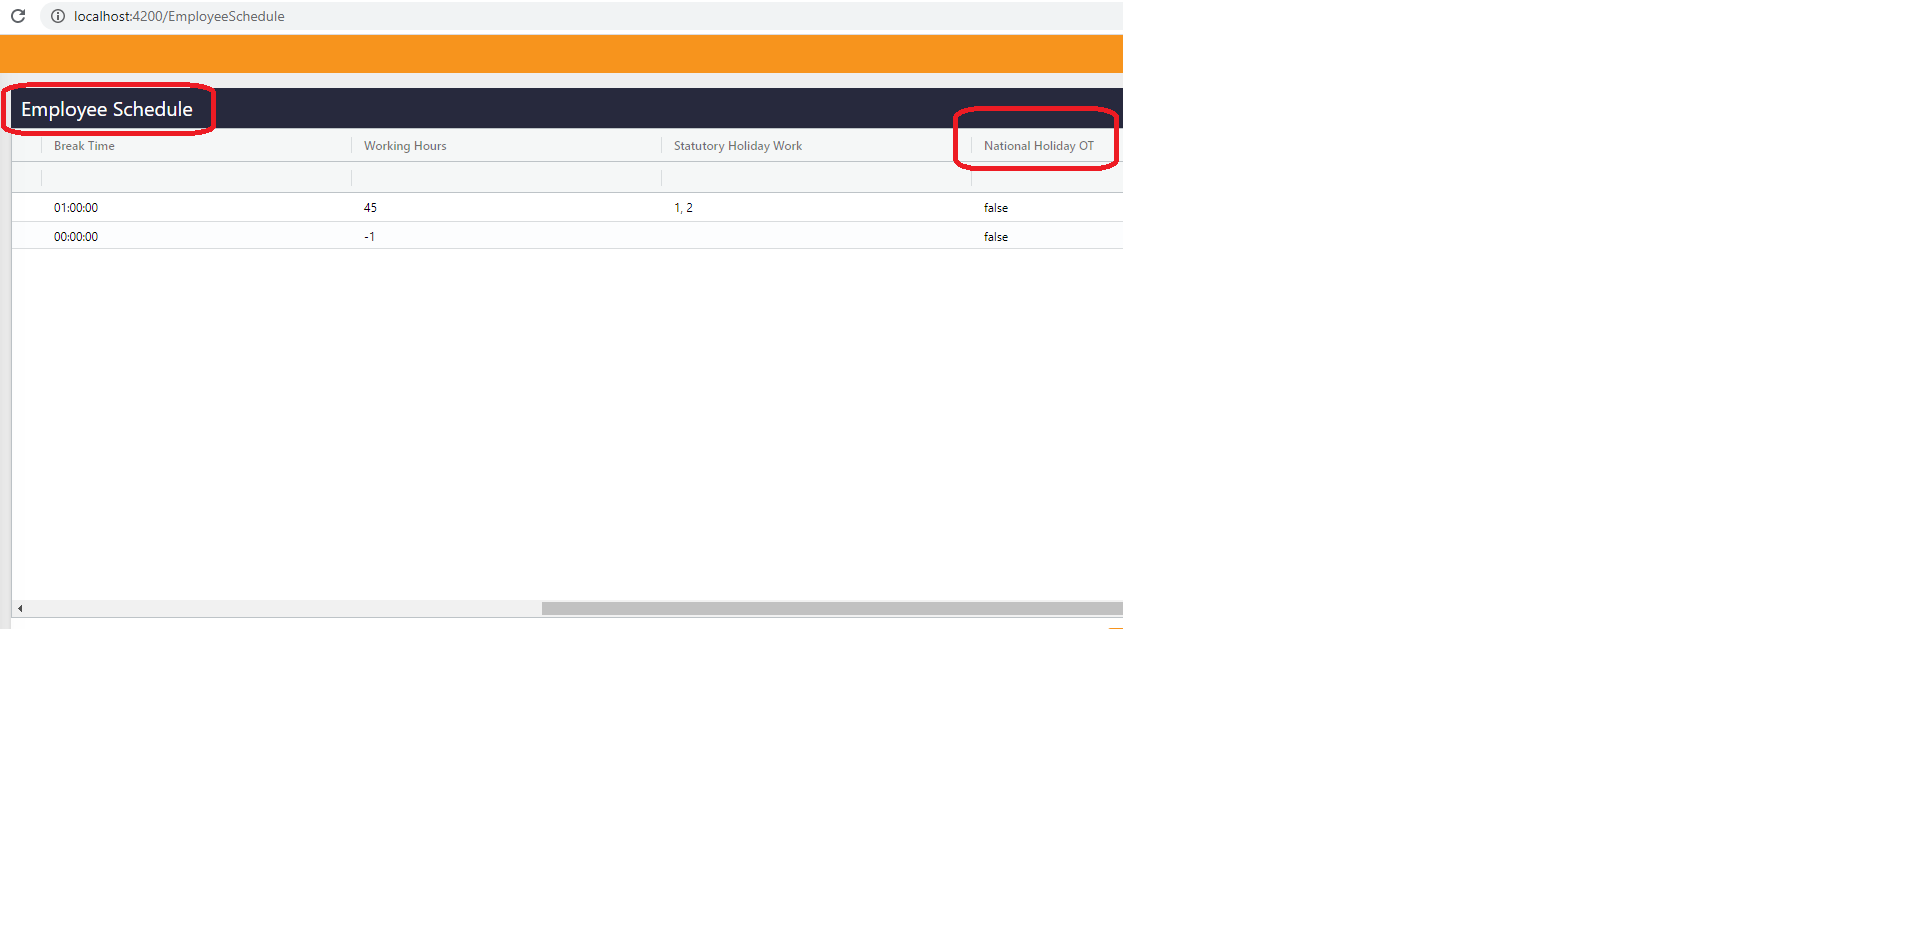 localhost:4200/EmployeeSchedule
Employee Schedule
Break Time Working Hours Statutory Holiday Work National Holiday OT
01:00:00 45 1, 2 false
00:00:00 -1 false